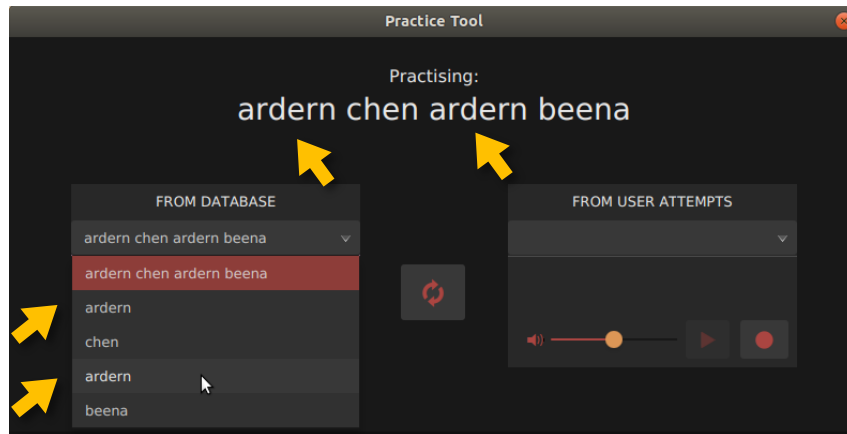 Practice Tool
Practising:
ardern chen ardern beena
FROM DATABASE
ardern chen ardern beena
ardern chen ardern beena
ardern
chen
ardern
beena
FROM USER ATTEMPTS